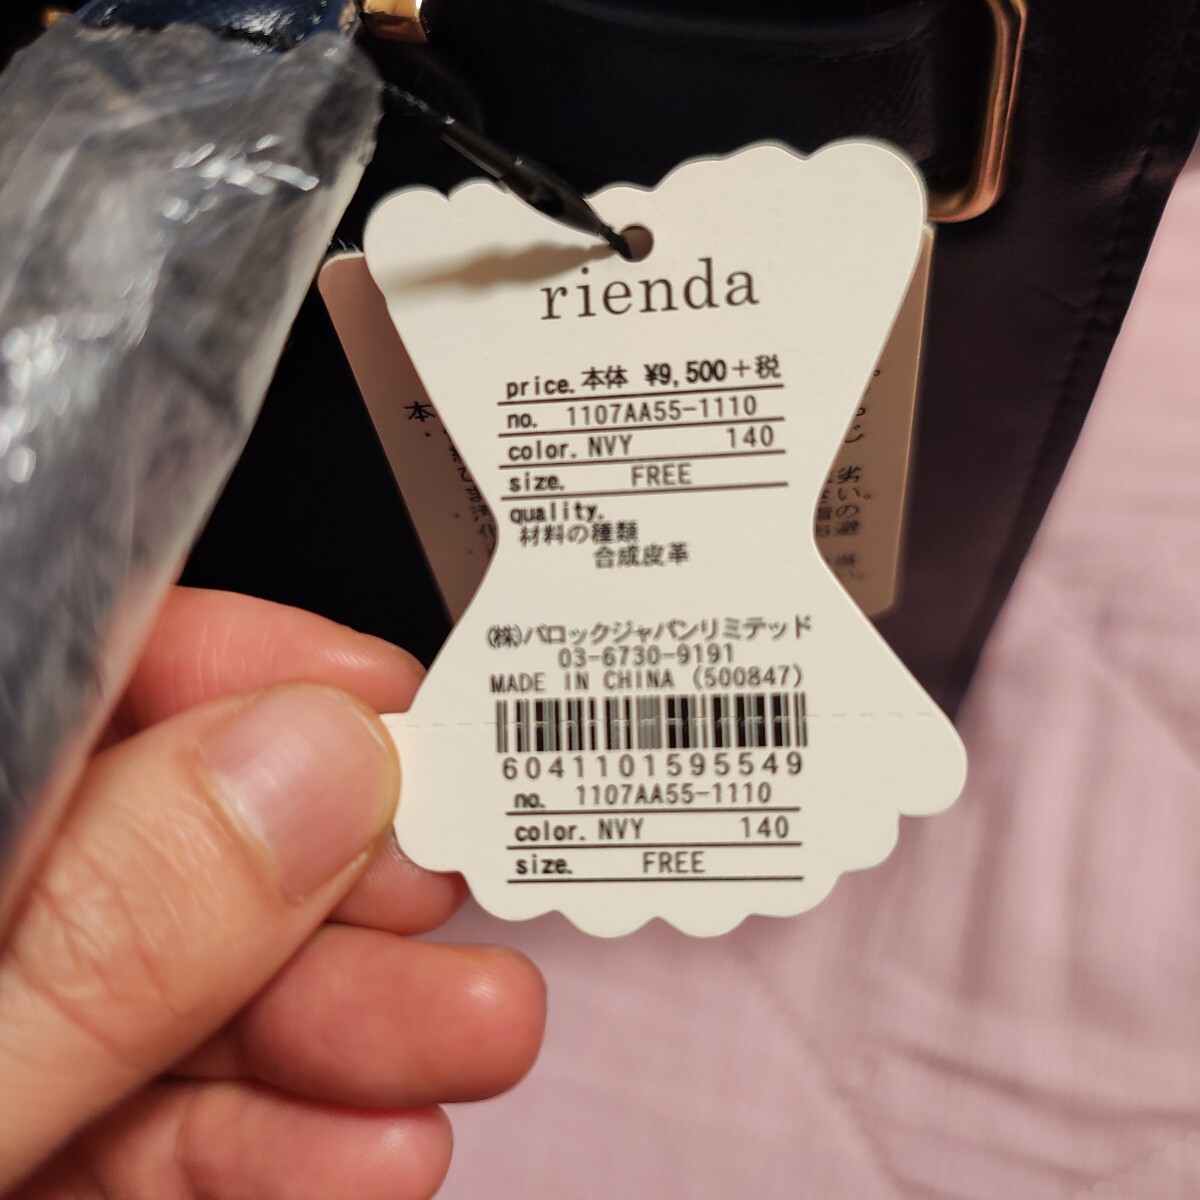 rienda
price. 本体 ¥9,500+税
no. 1107AA55-1110
color. NVY 140
size. FREE
quality.
材料の種類
合成皮革
㈱バロックジャパンリミテッド
03-6730-9191
MADE IN CHINA (500847)
6041101595549
no. 1107AA55-1110
color. NVY 140
size. FREE